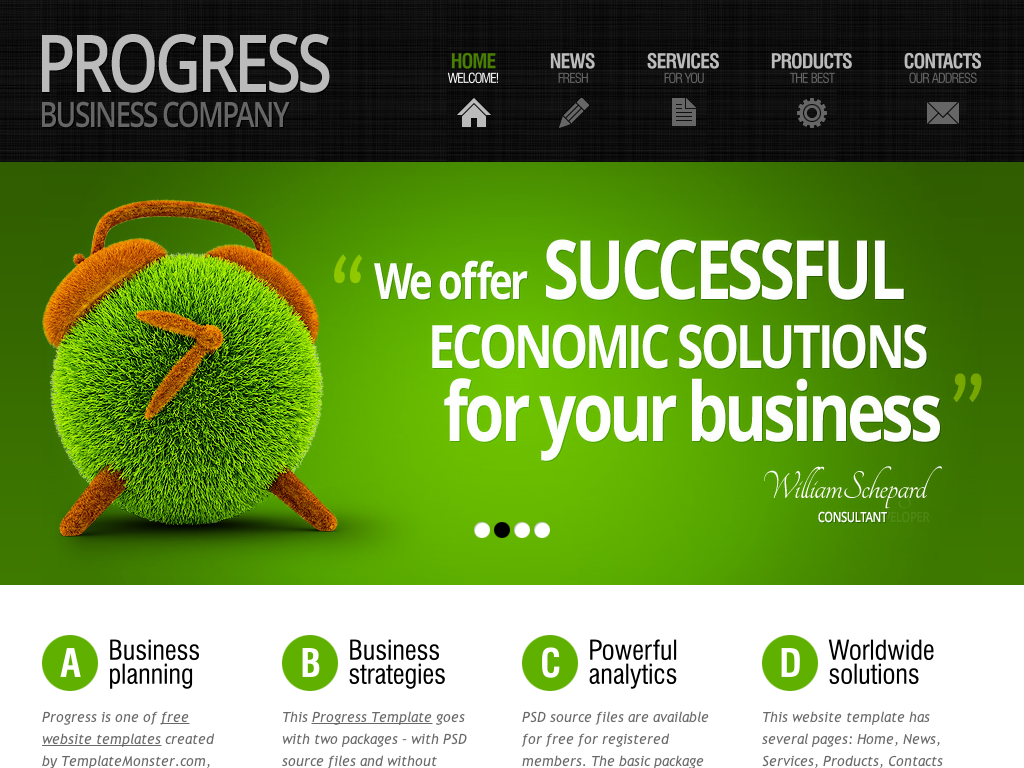 PROGRESS
BUSINESS COMPANY
HOME
WELCOME!
NEWS
FRESH
SERVICES
FOR YOU
PRODUCTS
THE BEST
CONTACTS
OUR ADDRESS
“ We offer SUCCESSFUL
ECONOMIC SOLUTIONS
for your business ”
William Schepard
CONSULTANT
A Business
planning
Progress is one of free
website templates created
by TemplateMonster.com,
B Business
strategies
This Progress Template goes
with two packages - with PSD
source files and without
C Powerful
analytics
PSD source files are available
for free for registered
members. The basic package
D Worldwide
solutions
This website template has
several pages: Home, News,
Services, Products, Contacts